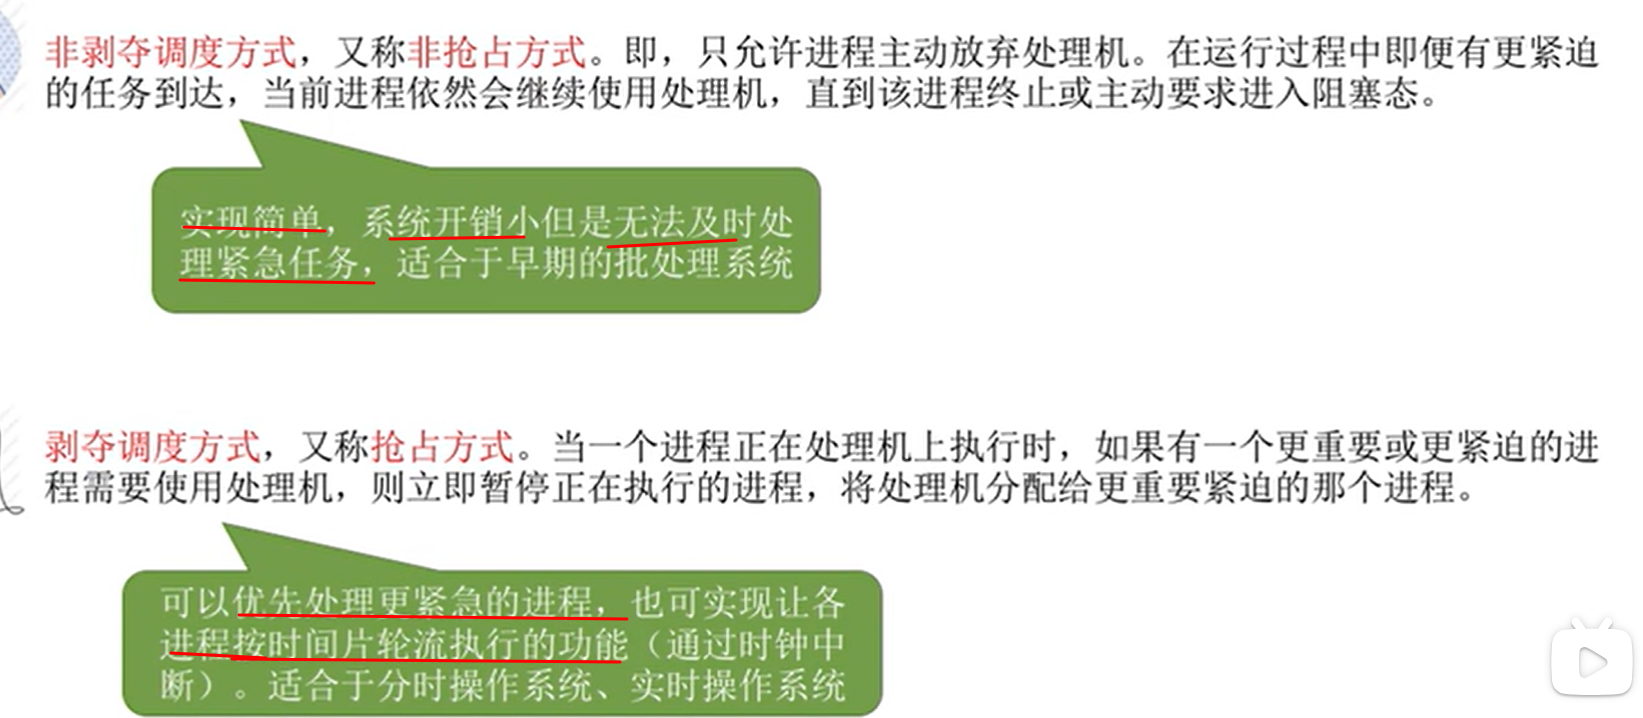 非剥夺调度方式，又称非抢占方式。即，只允许进程主动放弃处理机。在运行过程中即便有更紧迫
的任务到达，当前进程依然会继续使用处理机，直到该进程终止或主动要求进入阻塞态。
实现简单，系统开销小但是无法及时处
理紧急任务，适合于早期的批处理系统
剥夺调度方式，又称抢占方式。当一个进程正在处理机上执行时，如果有一个更重要或更紧迫的进
程需要使用处理机，则立即暂停正在执行的进程，将处理机分配给更重要紧迫的那个进程。
可以优先处理更紧急的进程，也可实现让各
进程按时间片轮流执行的功能（通过时钟中
断）。适合于分时操作系统、实时操作系统